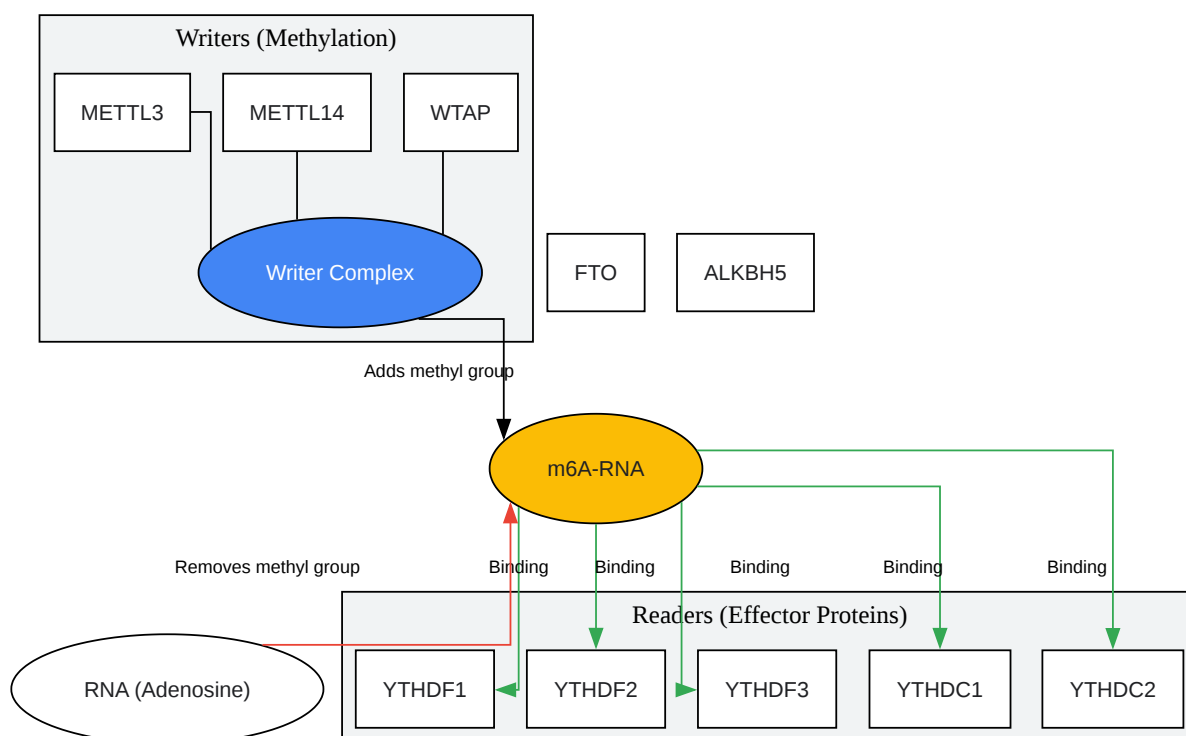 Writers (Methylation)
METTL3
METTL14
WTAP
Writer Complex
FTO
ALKBH5
Adds methyl group
m6A-RNA
Removes methyl group
Binding
Binding
Binding
Binding
Binding
Readers (Effector Proteins)
RNA (Adenosine)
YTHDF1
YTHDF2
YTHDF3
YTHDC1
YTHDC2